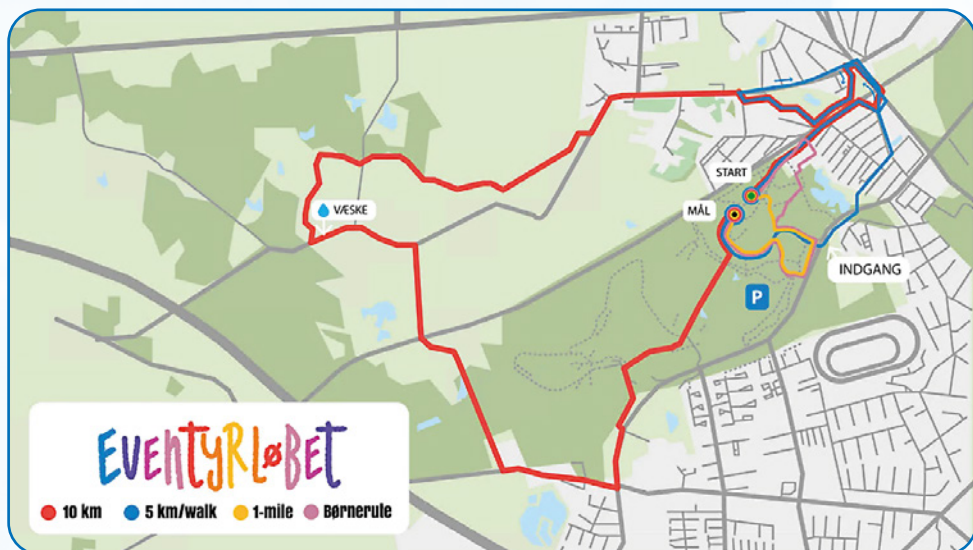 START
MÅL
VÆSKE
INDGANG
P
EVENTYRLØBET
10 km 5 km/walk 1-mile Børnerute